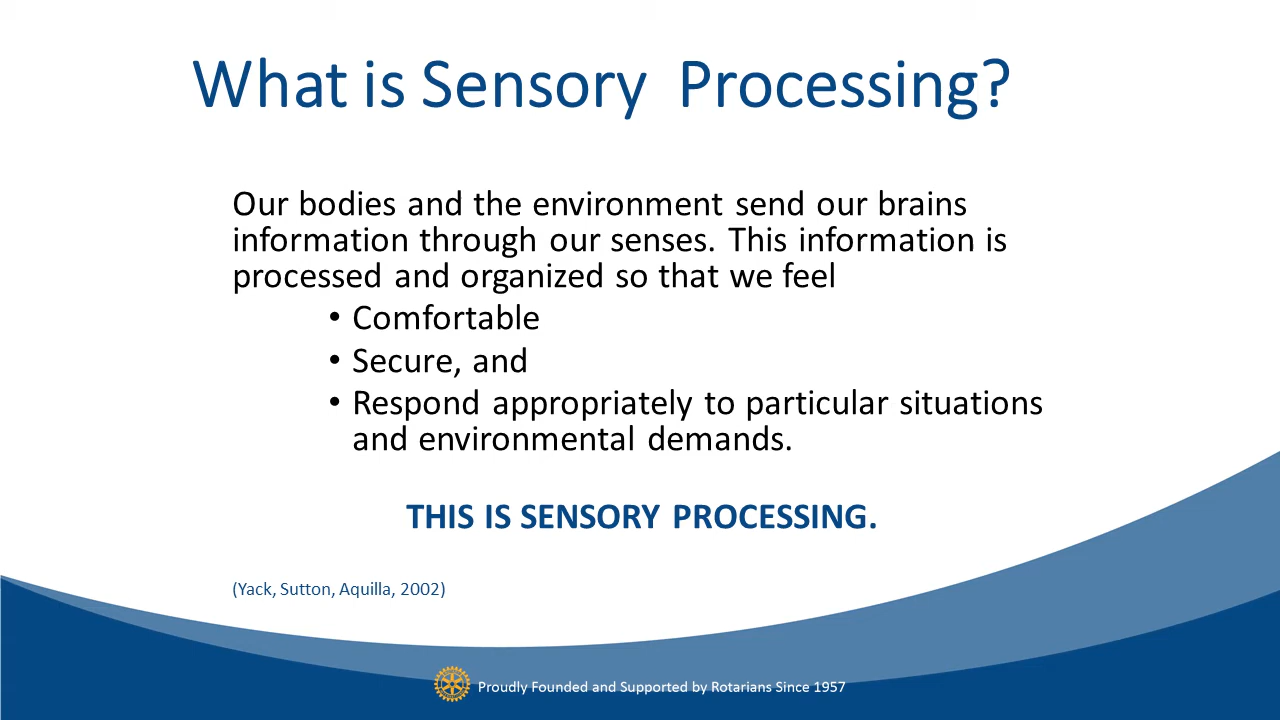 What is Sensory Processing?
Our bodies and the environment send our brains
information through our senses. This information is
processed and organized so that we feel
• Comfortable
• Secure, and
• Respond appropriately to particular situations
and environmental demands.
THIS IS SENSORY PROCESSING.
(Yack, Sutton, Aquilla, 2002)
Proudly Founded and Supported by Rotarians Since 1957